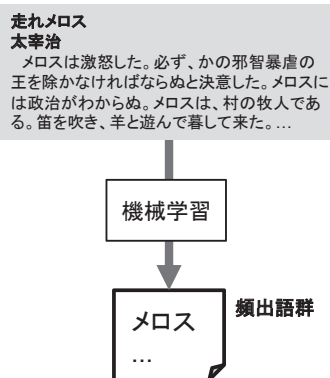 走れメロス
太宰治
　メロスは激怒した。必ず、かの邪智暴虐の
王を除かなければならぬと決意した。メロスに
は政治がわからぬ。メロスは、村の牧人であ
る。笛を吹き、羊と遊んで暮して来た。…
機械学習
頻出語群
メロス
…